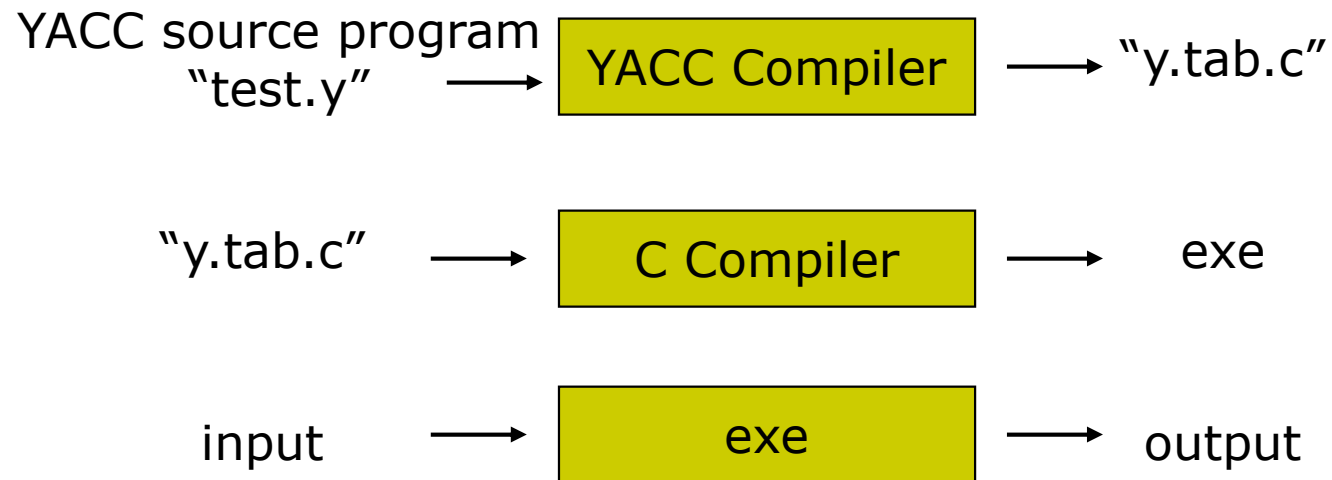 YACC source program
“test.y”
YACC Compiler
“y.tab.c”
“y.tab.c”
C Compiler
exe
input
exe
output